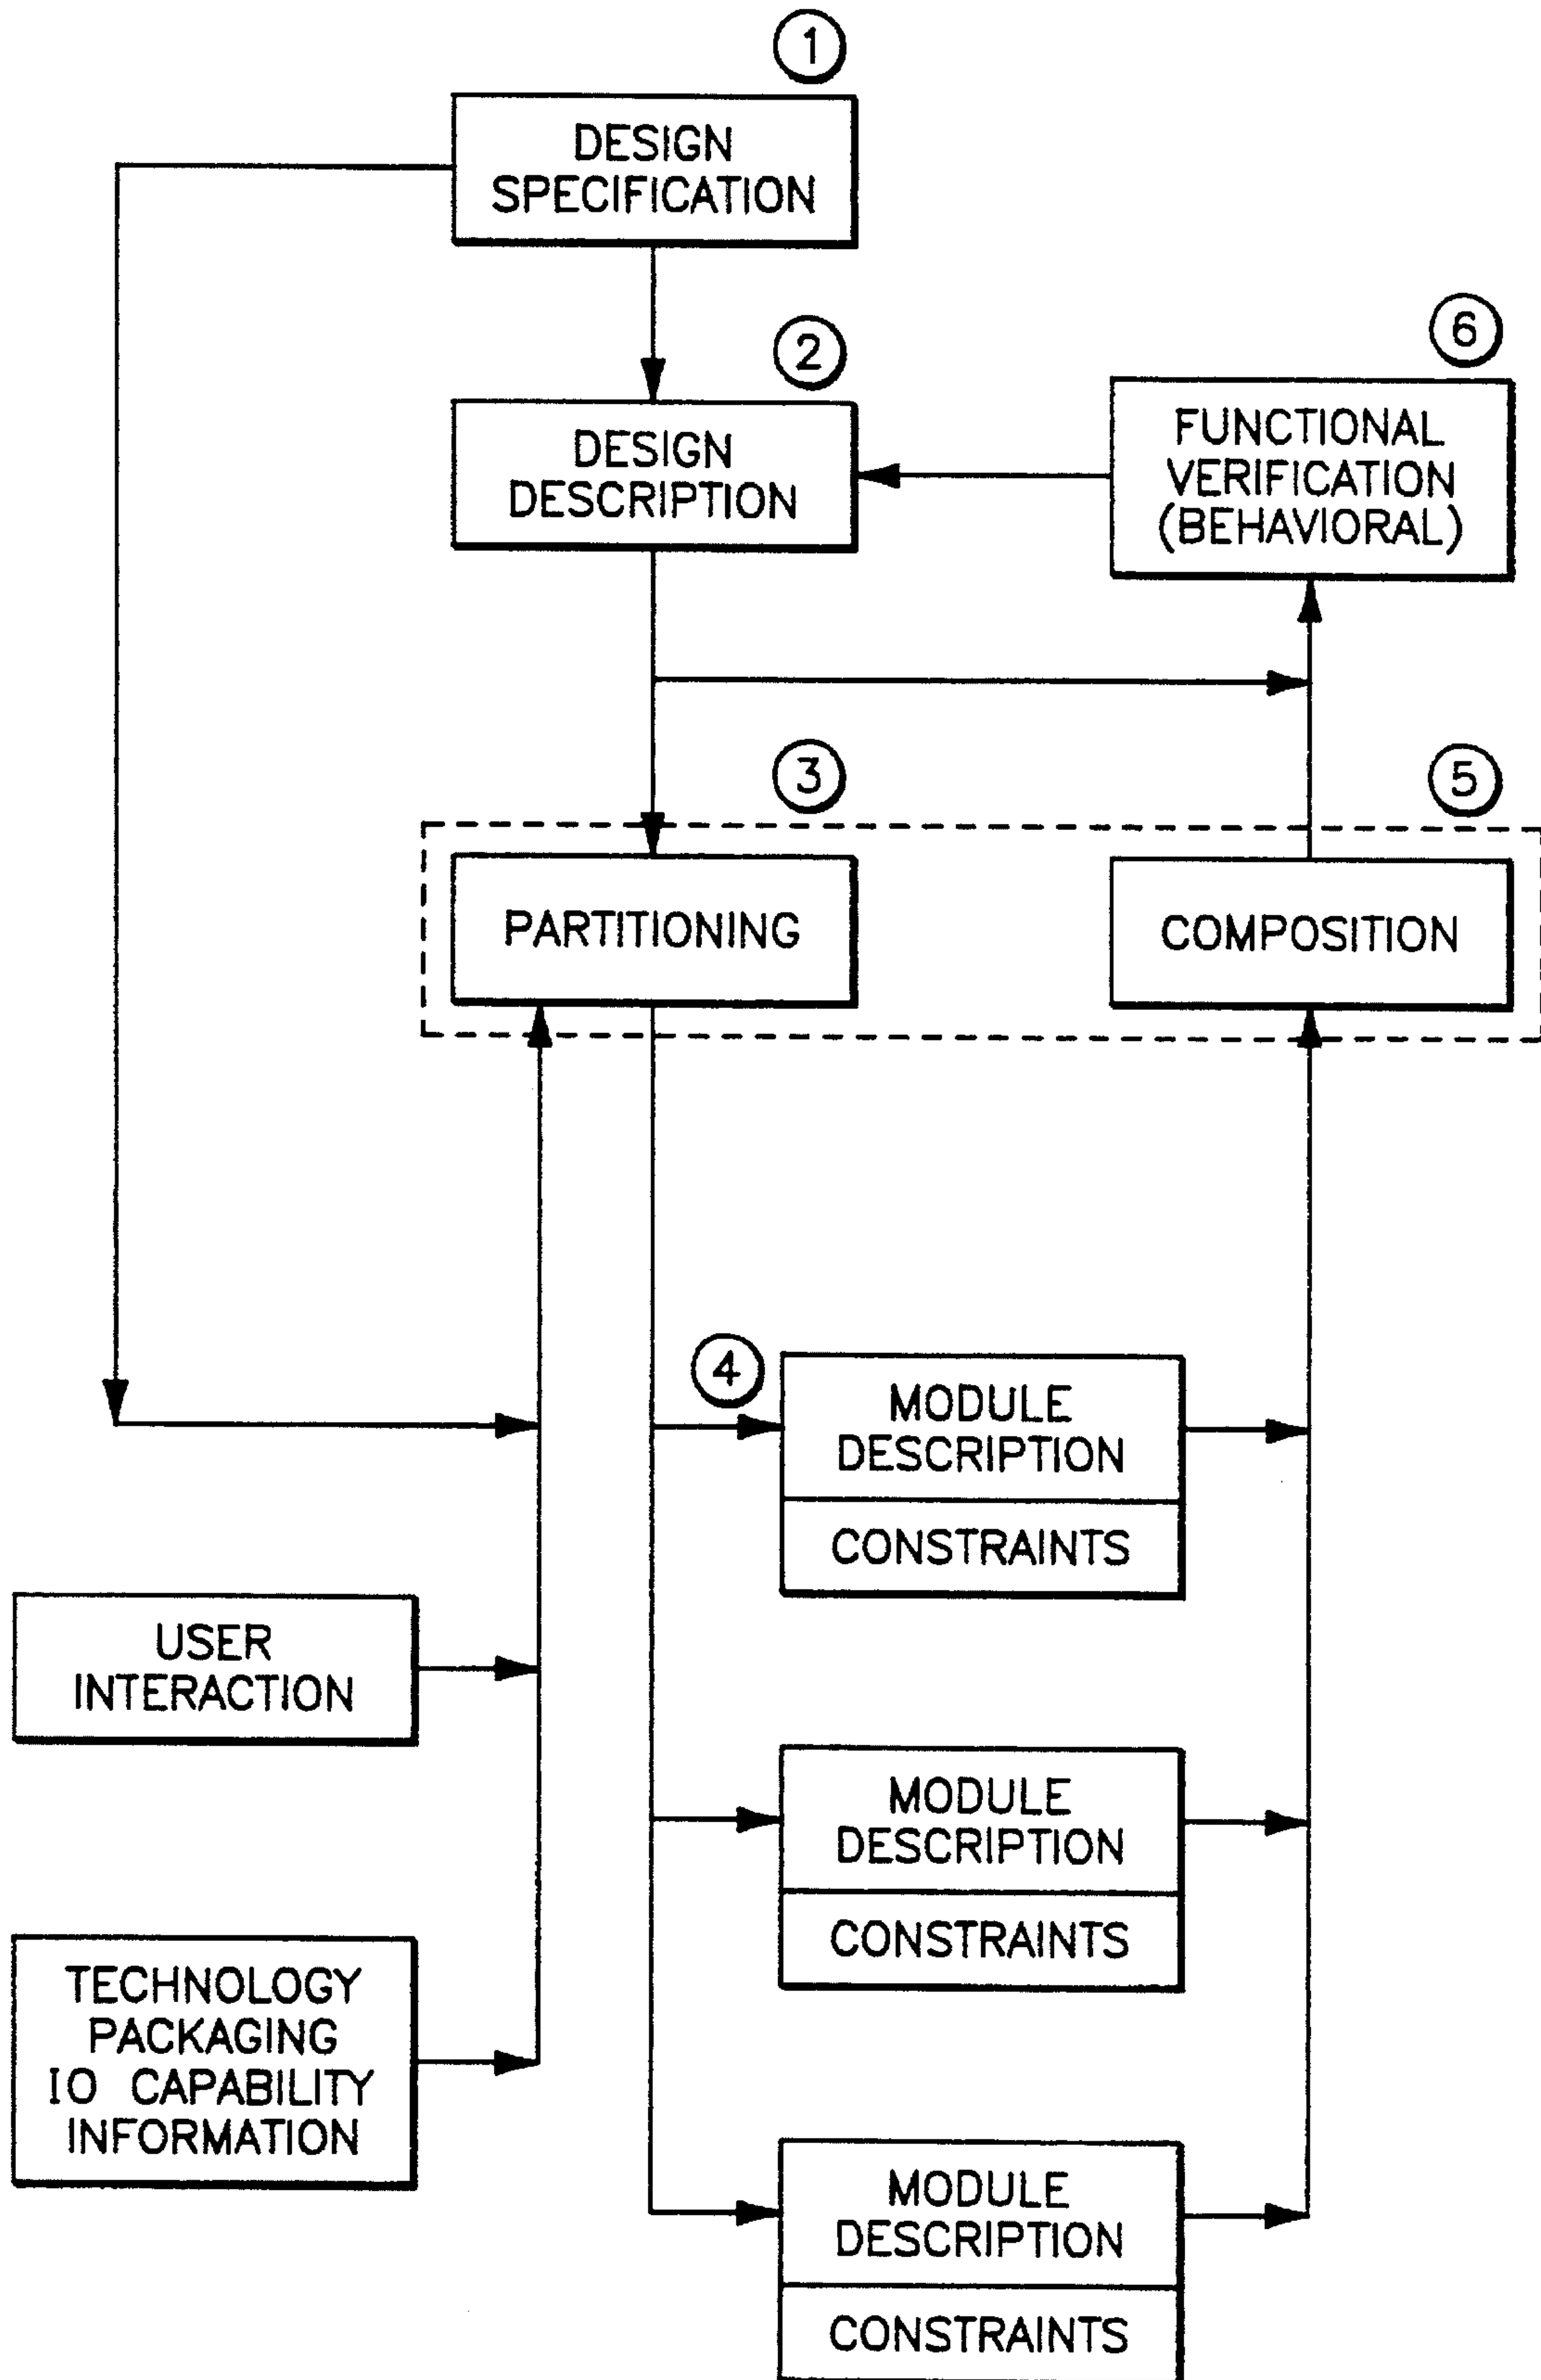 1
DESIGN
SPECIFICATION
2
DESIGN
DESCRIPTION
6
FUNCTIONAL
VERIFICATION
(BEHAVIORAL)
3
PARTITIONING
5
COMPOSITION
4
MODULE
DESCRIPTION
CONSTRAINTS
USER
INTERACTION
MODULE
DESCRIPTION
CONSTRAINTS
TECHNOLOGY
PACKAGING
IO CAPABILITY
INFORMATION
MODULE
DESCRIPTION
CONSTRAINTS